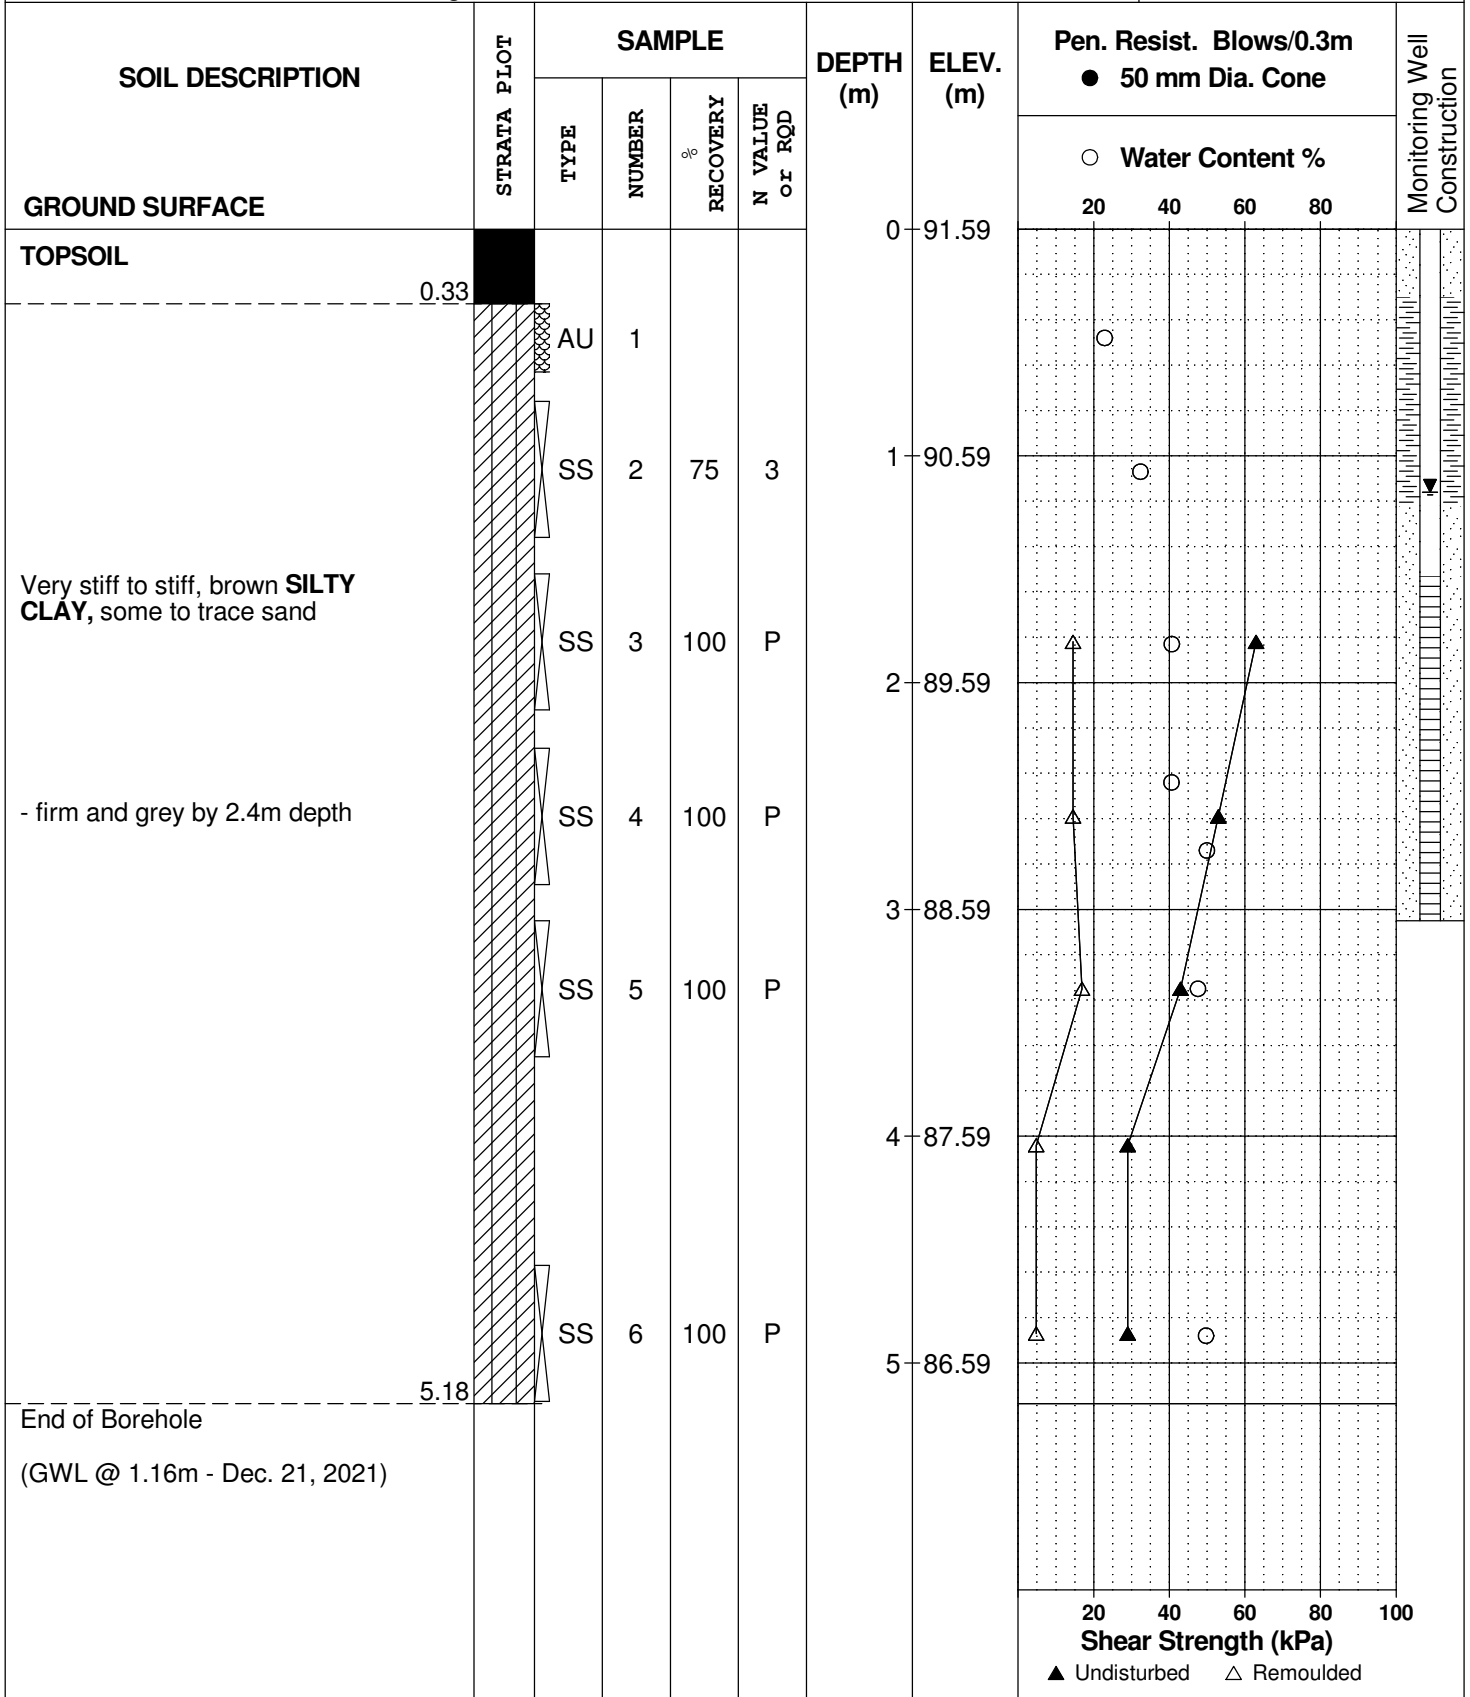 SOIL DESCRIPTION
GROUND SURFACE
STRATA PLOT
SAMPLE
TYPE
NUMBER
%
RECOVERY
N VALUE
or RQD
DEPTH
(m)
ELEV.
(m)
Pen. Resist. Blows/0.3m
● 50 mm Dia. Cone
○ Water Content %
20 40 60 80
Monitoring Well
Construction
0 91.59
TOPSOIL
0.33
AU 1
1 90.59
SS 2 75 3
Very stiff to stiff, brown SILTY
CLAY, some to trace sand
SS 3 100 P
2 89.59
- firm and grey by 2.4m depth
SS 4 100 P
3 88.59
SS 5 100 P
4 87.59
SS 6 100 P
5 86.59
5.18
End of Borehole
(GWL @ 1.16m - Dec. 21, 2021)
20 40 60 80 100
Shear Strength (kPa)
▲ Undisturbed △ Remoulded